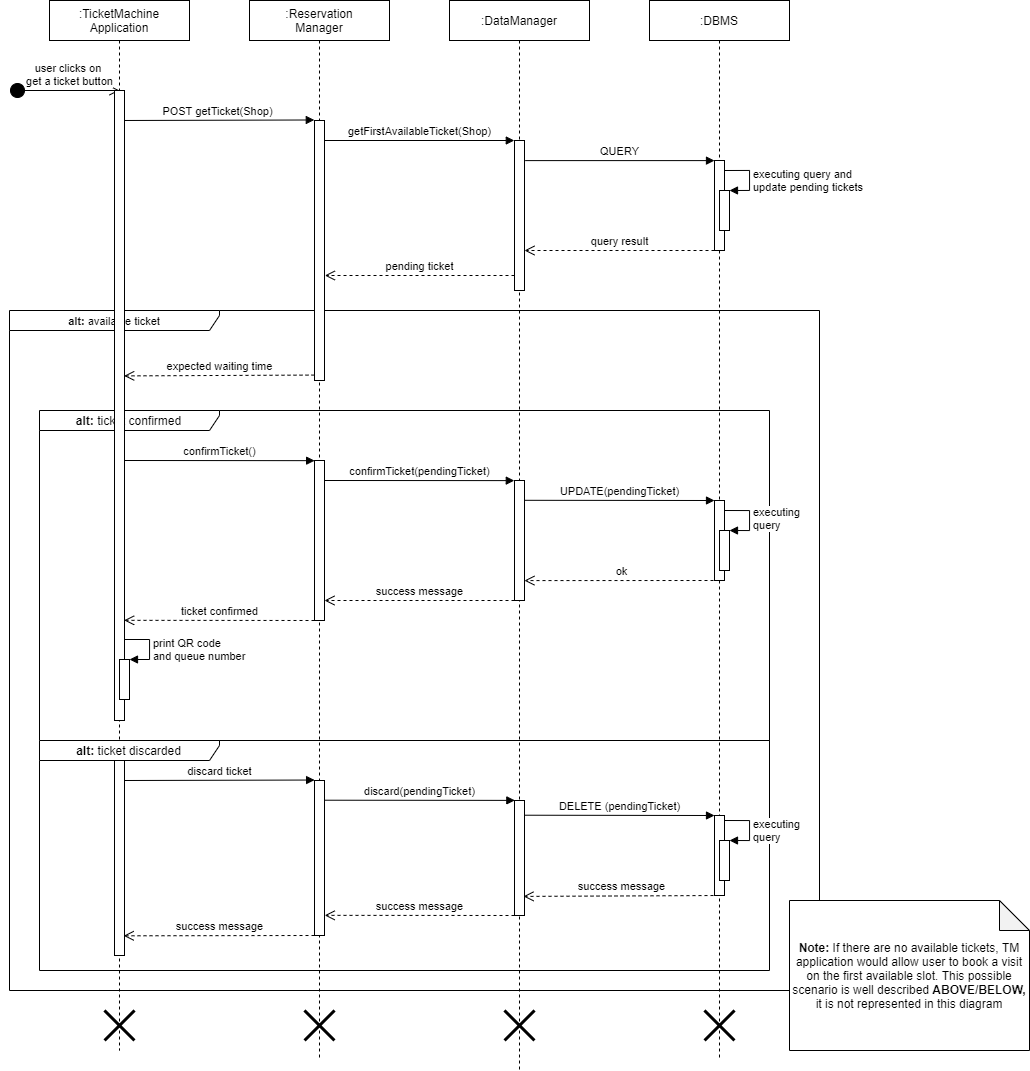 :TicketMachine
Application
:Reservation
Manager
:DataManager
:DBMS
user clicks on
get a ticket button
POST getTicket(Shop)
getFirstAvailableTicket(Shop)
QUERY
executing query and
update pending tickets
query result
pending ticket
alt: available ticket
expected waiting time
alt: ticket confirmed
confirmTicket()
confirmTicket(pendingTicket)
UPDATE(pendingTicket)
executing
query
ok
success message
ticket confirmed
print QR code
and queue number
alt: ticket discarded
discard ticket
discard(pendingTicket)
DELETE (pendingTicket)
executing
query
success message
success message
success message
Note: If there are no available tickets, TM
application would allow user to book a visit
on the first available slot. This possible
scenario is well described ABOVE/BELOW,
it is not represented in this diagram